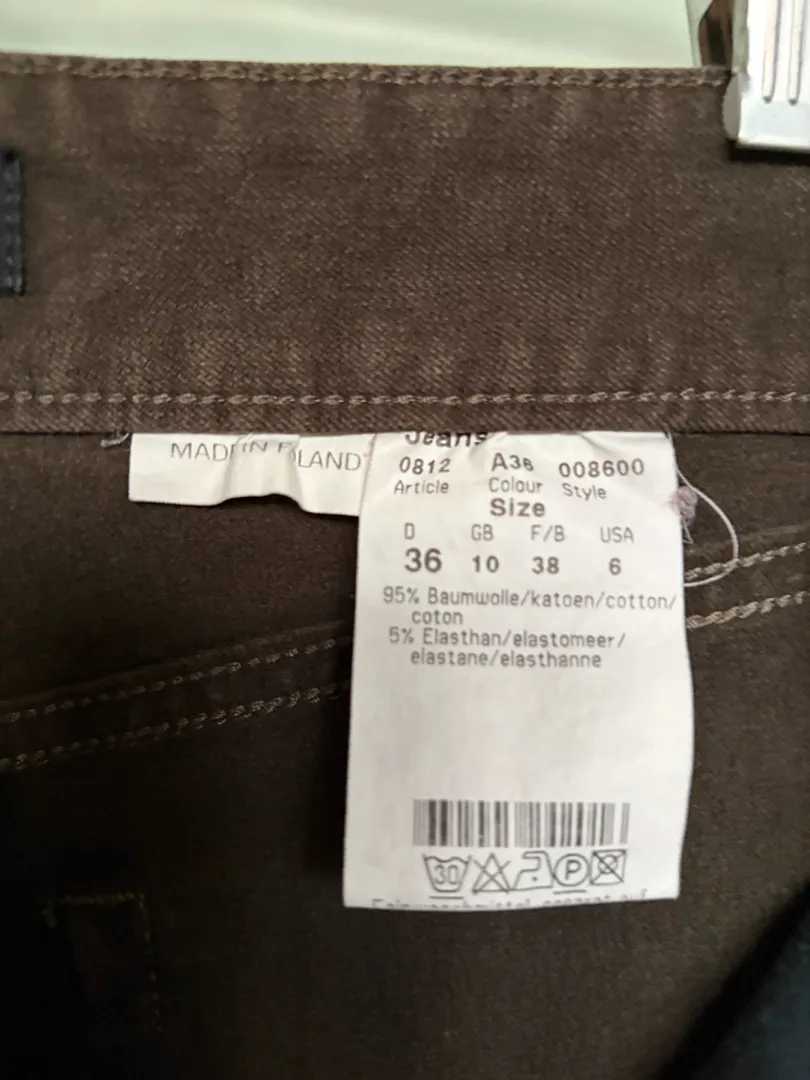 MADE IN POLAND
Jeans
0812 A36 008600
Article Colour Style
Size
D GB F/B USA
36 10 38 6
95% Baumwolle/katoen/cotton/
coton
5% Elasthan/elastomeer/
elastane/elasthanne
30 P